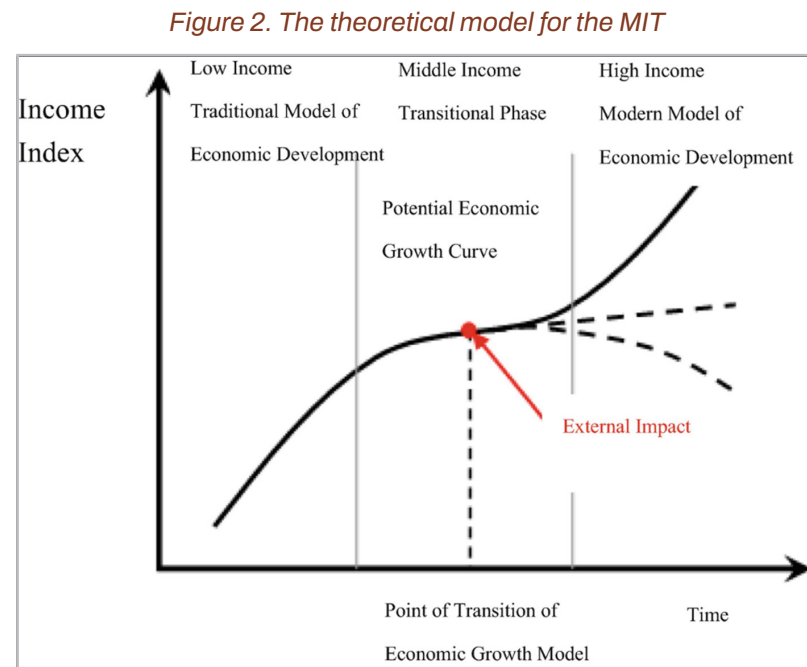 Figure 2. The theoretical model for the MIT
Income
Index
Low Income
Traditional Model of
Economic Development
Middle Income
Transitional Phase
High Income
Modern Model of
Economic Development
Potential Economic
Growth Curve
External Impact
Point of Transition of
Economic Growth Model
Time